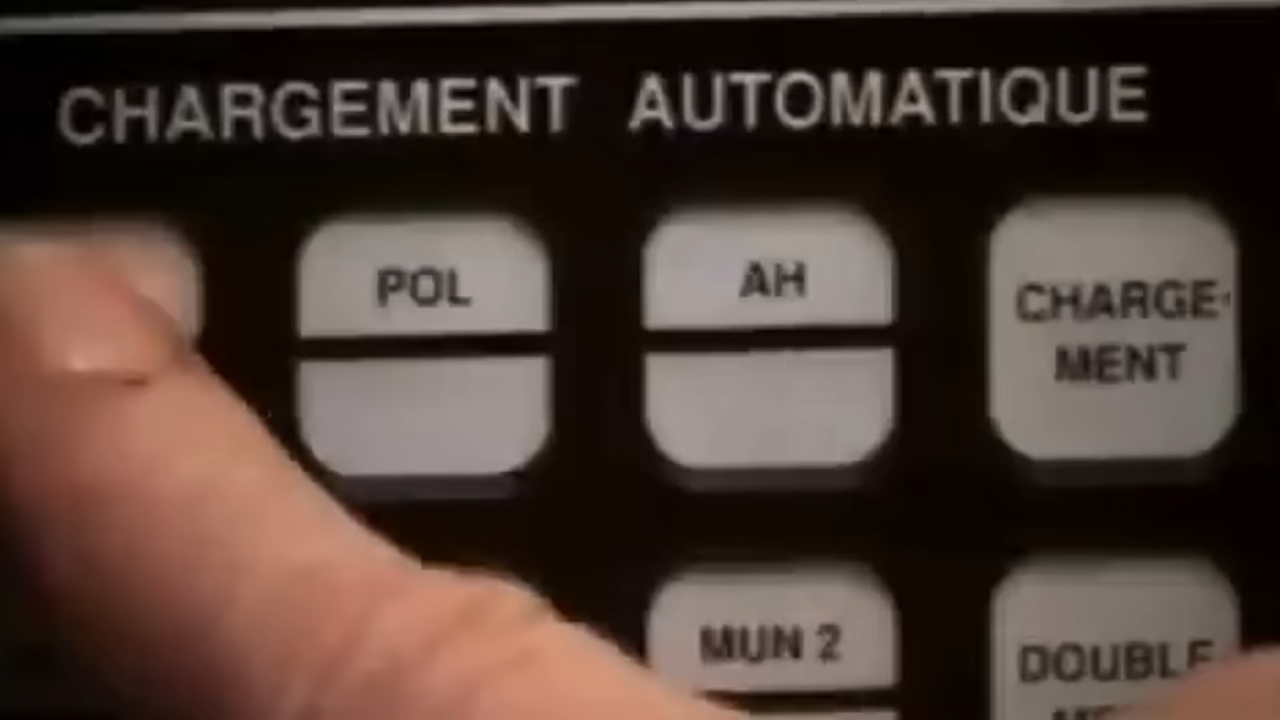 CHARGEMENT AUTOMATIQUE
POL
AH
CHARGE-
MENT
MUN 2
DOUBLE